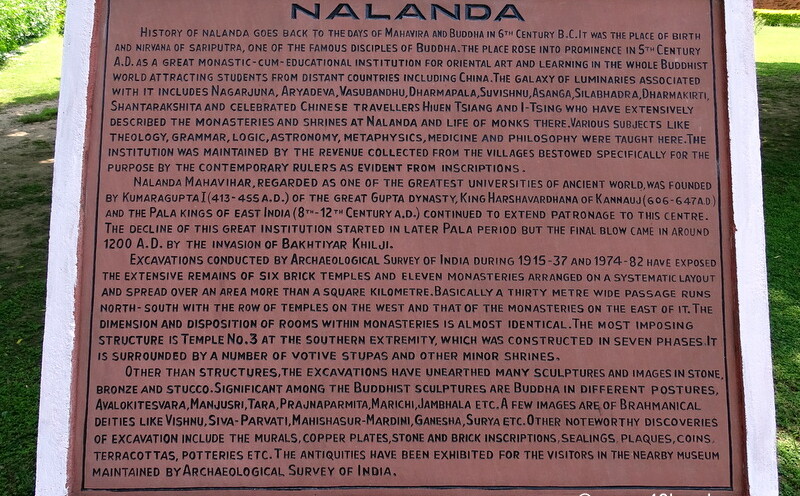 NALANDA
HISTORY OF NALANDA GOES BACK TO THE DAYS OF MAHAVIRA AND BUDDHA IN 6TH CENTURY B.C.IT WAS THE PLACE OF BIRTH
AND NIRVANA OF SARIPUTRA, ONE OF THE FAMOUS DISCIPLES OF BUDDHA.THE PLACE ROSE INTO PROMINENCE IN 5TH CENTURY
A.D. AS A GREAT MONASTIC-CUM-EDUCATIONAL INSTITUTION FOR ORIENTAL ART AND LEARNING IN THE WHOLE BUDDHIST
WORLD ATTRACTING STUDENTS FROM DISTANT COUNTRIES INCLUDING CHINA.THE GALAXY OF LUMINARIES ASSOCIATED
WITH IT INCLUDES NAGARJUNA, ARYADEVA, VASUBANDHU, DHARMAPALA, SUVISHNU, ASANGA, SILABHADRA, DHARMAKIRTI,
SHANTARAKSHITA AND CELEBRATED CHINESE TRAVELLERS HIUEN TSIANG AND I-TSING WHO HAVE EXTENSIVELY
DESCRIBED THE MONASTERIES AND SHRINES AT NALANDA AND LIFE OF MONKS THERE.VARIOUS SUBJECTS LIKE
THEOLOGY, GRAMMAR, LOGIC, ASTRONOMY, METAPHYSICS, MEDICINE AND PHILOSOPHY WERE TAUGHT HERE.THE
INSTITUTION WAS MAINTAINED BY THE REVENUE COLLECTED FROM THE VILLAGES BESTOWED SPECIFICALLY FOR THE
PURPOSE BY THE CONTEMPORARY RULERS AS EVIDENT FROM INSCRIPTIONS.
NALANDA MAHAVIHAR, REGARDED AS ONE OF THE GREATEST UNIVERSITIES OF ANCIENT WORLD, WAS FOUNDED
BY KUMARAGUPTA I (413-455 A.D.) OF THE GREAT GUPTA DYNASTY, KING HARSHAVARDHANA OF KANNAUJ (606-647 A.D)
AND THE PALA KINGS OF EAST INDIA (8TH-12TH CENTURY A.D.) CONTINUED TO EXTEND PATRONAGE TO THIS CENTRE.
THE DECLINE OF THIS GREAT INSTITUTION STARTED IN LATER PALA PERIOD BUT THE FINAL BLOW CAME IN AROUND
1200 A.D. BY THE INVASION OF BAKHTIYAR KHILJI.
EXCAVATIONS CONDUCTED BY ARCHAEOLOGICAL SURVEY OF INDIA DURING 1915-37 AND 1974-82 HAVE EXPOSED
THE EXTENSIVE REMAINS OF SIX BRICK TEMPLES AND ELEVEN MONASTERIES ARRANGED ON A SYSTEMATIC LAYOUT
AND SPREAD OVER AN AREA MORE THAN A SQUARE KILOMETRE.BASICALLY A THIRTY METRE WIDE PASSAGE RUNS
NORTH-SOUTH WITH THE ROW OF TEMPLES ON THE WEST AND THAT OF THE MONASTERIES ON THE EAST OF IT. THE
DIMENSION AND DISPOSITION OF ROOMS WITHIN MONASTERIES IS ALMOST IDENTICAL.THE MOST IMPOSING
STRUCTURE IS TEMPLE NO.3 AT THE SOUTHERN EXTREMITY, WHICH WAS CONSTRUCTED IN SEVEN PHASES.IT
IS SURROUNDED BY A NUMBER OF VOTIVE STUPAS AND OTHER MINOR SHRINES.
OTHER THAN STRUCTURES, THE EXCAVATIONS HAVE UNEARTHED MANY SCULPTURES AND IMAGES IN STONE,
BRONZE AND STUCCO.SIGNIFICANT AMONG THE BUDDHIST SCULPTURES ARE BUDDHA IN DIFFERENT POSTURES,
AVALOKITESVARA, MANJUSRI, TARA, PRAJNAPARMITA, MARICHI, JAMBHALA ETC. A FEW IMAGES ARE OF BRAHMANICAL
DEITIES LIKE VISHNU, SIVA-PARVATI, MAHISHASUR-MARDINI, GANESHA, SURYA ETC.OTHER NOTEWORTHY DISCOVERIES
OF EXCAVATION INCLUDE THE MURALS, COPPER PLATES, STONE AND BRICK INSCRIPTIONS, SEALINGS, PLAQUES, COINS,
TERRACOTTAS, POTTERIES ETC. THE ANTIQUITIES HAVE BEEN EXHIBITED FOR THE VISITORS IN THE NEARBY MUSEUM
MAINTAINED BY ARCHAEOLOGICAL SURVEY OF INDIA.